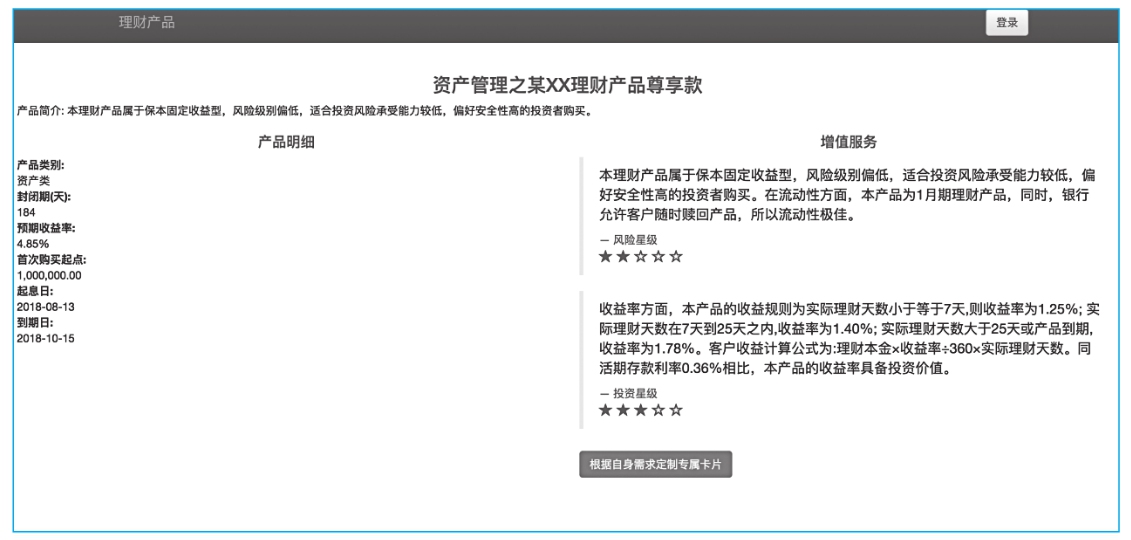 理财产品
登录
资产管理之某XX理财产品尊享款
产品简介: 本理财产品属于保本固定收益型，风险级别偏低，适合投资风险承受能力较低，偏好安全性高的投资者购买。
产品明细
产品类别:
资产类
封闭期(天):
184
预期收益率:
4.85%
首次购买起点:
1,000,000.00
起息日:
2018-08-13
到期日:
2018-10-15
增值服务
本理财产品属于保本固定收益型，风险级别偏低，适合投资风险承受能力较低，偏
好安全性高的投资者购买。在流动性方面，本产品为1月期理财产品，同时，银行
允许客户随时赎回产品，所以流动性极佳。
— 风险星级
★★☆☆☆
收益率方面，本产品的收益规则为实际理财天数小于等于7天,则收益率为1.25%; 实
际理财天数在7天到25天之内,收益率为1.40%; 实际理财天数大于25天或产品到期,
收益率为1.78%。客户收益计算公式为:理财本金×收益率÷360×实际理财天数。同
活期存款利率0.36%相比，本产品的收益率具备投资价值。
— 投资星级
★★★☆☆
根据自身需求定制专属卡片